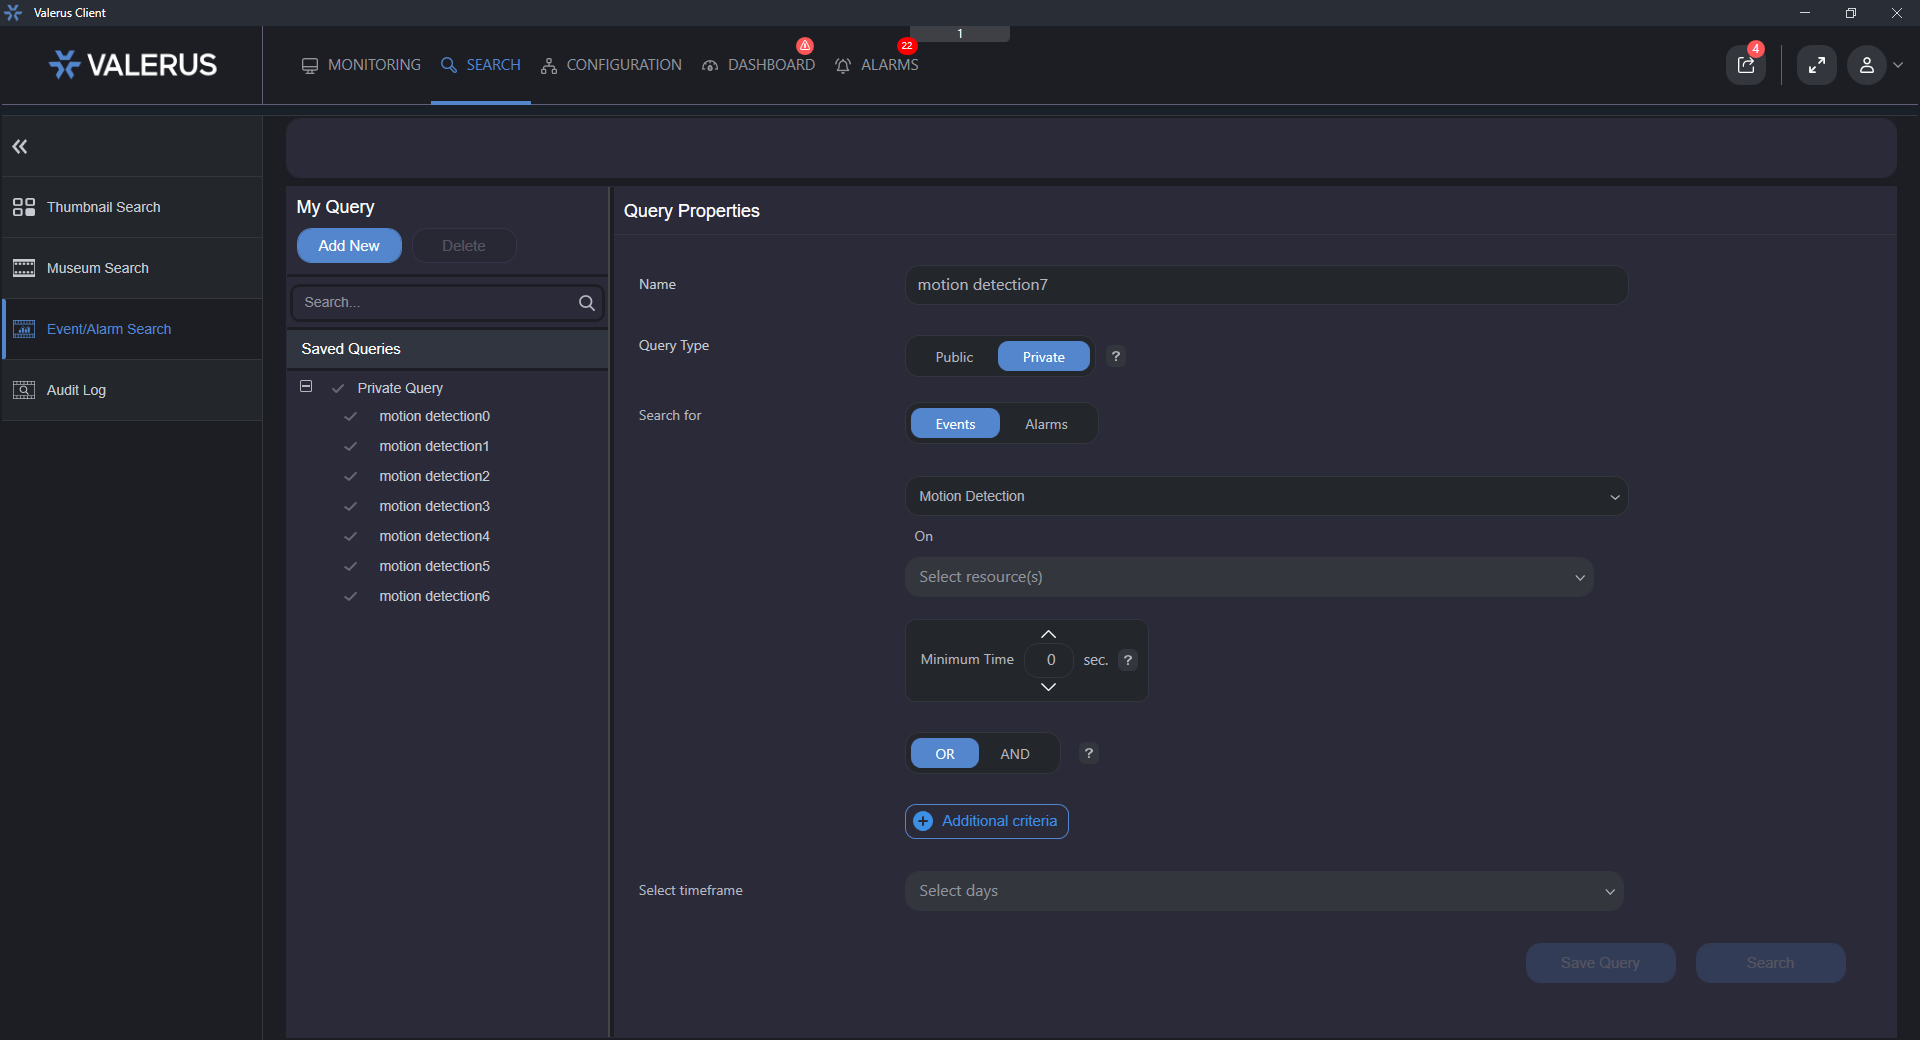 Valerus Client
1
VALERUS
MONITORING
SEARCH
CONFIGURATION
DASHBOARD
22
ALARMS
4
Thumbnail Search
Museum Search
Event/Alarm Search
Audit Log
My Query
Add New
Delete
Search...
Saved Queries
Private Query
motion detection0
motion detection1
motion detection2
motion detection3
motion detection4
motion detection5
motion detection6
Query Properties
Name
motion detection7
Query Type
Public
Private
?
Search for
Events
Alarms
Motion Detection
On
Select resource(s)
Minimum Time
0
sec.
?
OR
AND
?
Additional criteria
Select timeframe
Select days
Save Query
Search